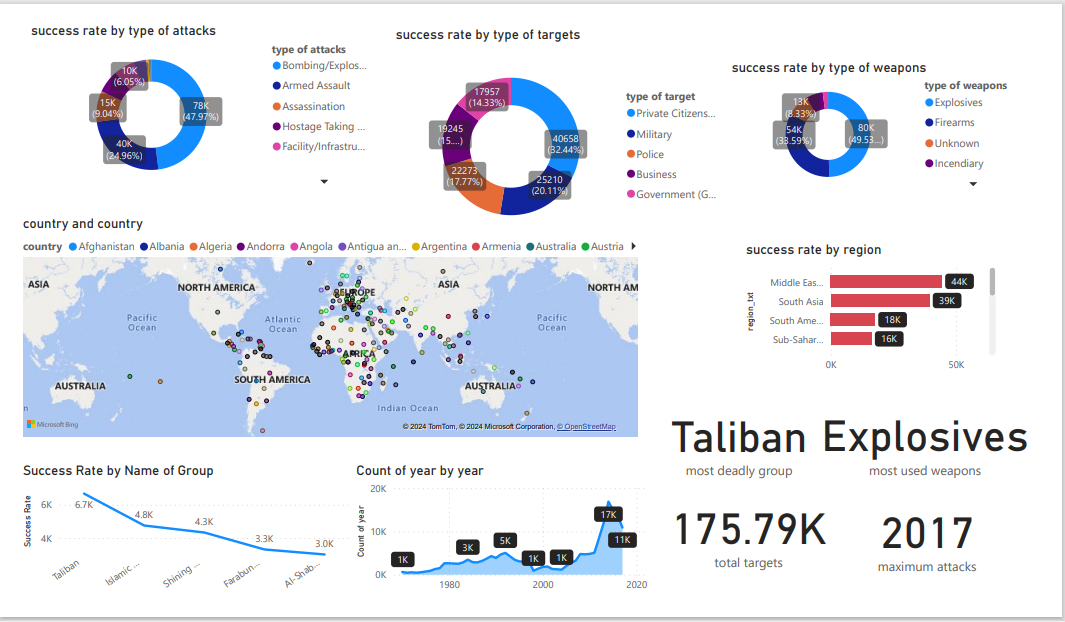 success rate by type of attacks
type of attacks
Bombing/Explos...
Armed Assault
Assassination
Hostage Taking ...
Facility/Infrastru...
78K
(47.97%)
40K
(24.96%)
15K
(9.04%)
10K
(6.05%)
success rate by type of targets
type of target
Private Citizens...
Military
Police
Business
Government (G...
40658
(32.44%)
25210
(20.11%)
22273
(17.77%)
19245
(15....)
17957
(14.33%)
success rate by type of weapons
type of weapons
Explosives
Firearms
Unknown
Incendiary
80K
(49.53...)
54K
(33.59%)
13K
(8.33%)
country and country
country Afghanistan Albania Algeria Andorra Angola Antigua an... Argentina Armenia Australia Austria
ASIA
NORTH AMERICA
EUROPE
ASIA
NORTH AM
Pacific
Ocean
Atlantic
Ocean
Pacific
Ocean
AFRICA
AUSTRALIA
SOUTH AMERICA
AUSTRALIA
Indian Ocean
n
Microsoft Bing
© 2024 TomTom, © 2024 Microsoft Corporation, © OpenStreetMap
success rate by region
region_txt
Middle Eas...
44K
South Asia
39K
South Ame...
18K
Sub-Sahar...
16K
0K 50K
Taliban
most deadly group
Explosives
most used weapons
175.79K
total targets
2017
maximum attacks
Success Rate by Name of Group
Success Rate
6K
4K
6.7K
4.8K
4.3K
3.3K
3.0K
Taliban
Islamic ...
Shining ...
Farabun...
Al-Shab...
Count of year by year
Count of year
20K
10K
0K
1K
3K
5K
1K
1K
17K
11K
1980 2000 2020